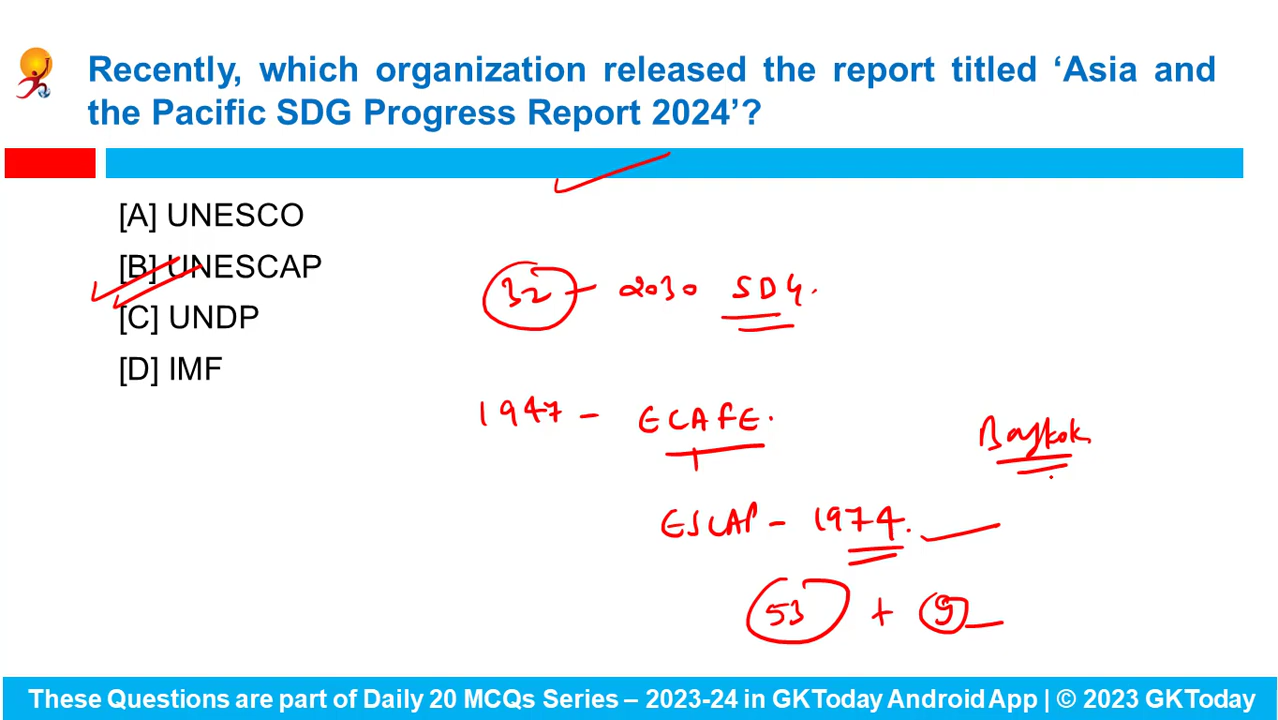 Recently, which organization released the report titled ‘Asia and
the Pacific SDG Progress Report 2024’?
[A] UNESCO
[B] UNESCAP
[C] UNDP
[D] IMF
32 - 2030 SDG.
1947 - ECAFE.
Bangkok
ESCAP - 1974.
53 + 9
These Questions are part of Daily 20 MCQs Series – 2023-24 in GKToday Android App | © 2023 GKToday